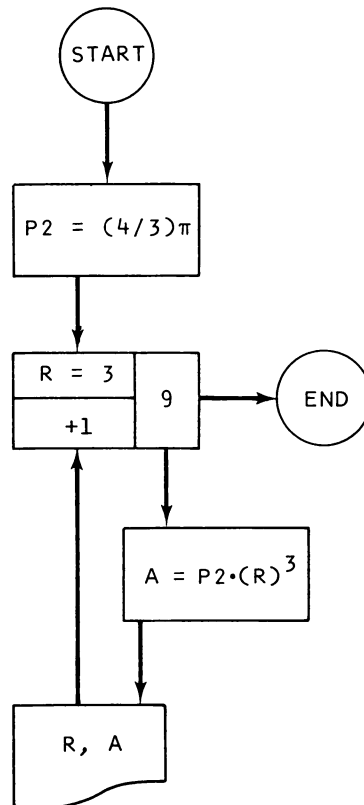 START
P2 = (4/3)π
R = 3
+1
9
END
A = P2•(R)³
R, A